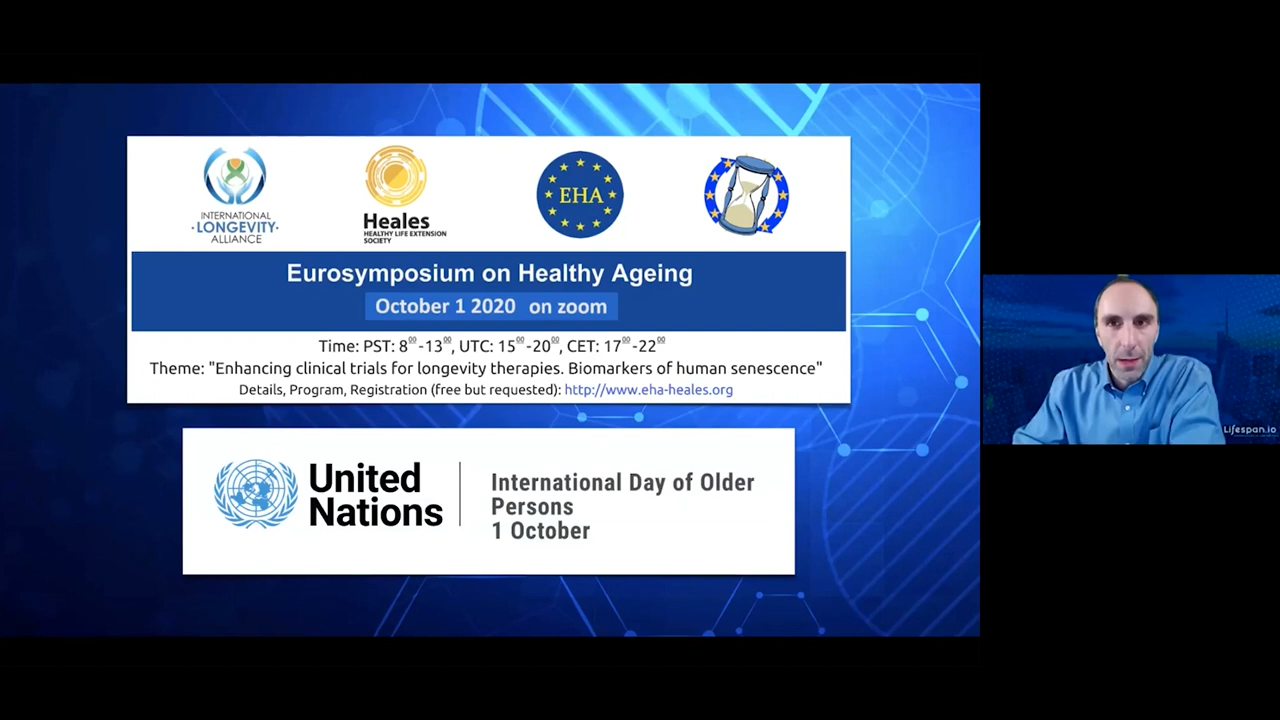 INTERNATIONAL
·LONGEVITY·
ALLIANCE
Heales
HEALTHY LIFE EXTENSION
SOCIETY
EHA
Eurosymposium on Healthy Ageing
October 1 2020 on zoom
Time: PST: 8⁰⁰-13⁰⁰, UTC: 15⁰⁰-20⁰⁰, CET: 17⁰⁰-22⁰⁰
Theme: "Enhancing clinical trials for longevity therapies. Biomarkers of human senescence"
Details, Program, Registration (free but requested): http://www.eha-heales.org
United
Nations
International Day of Older
Persons
1 October
Lifespan.io